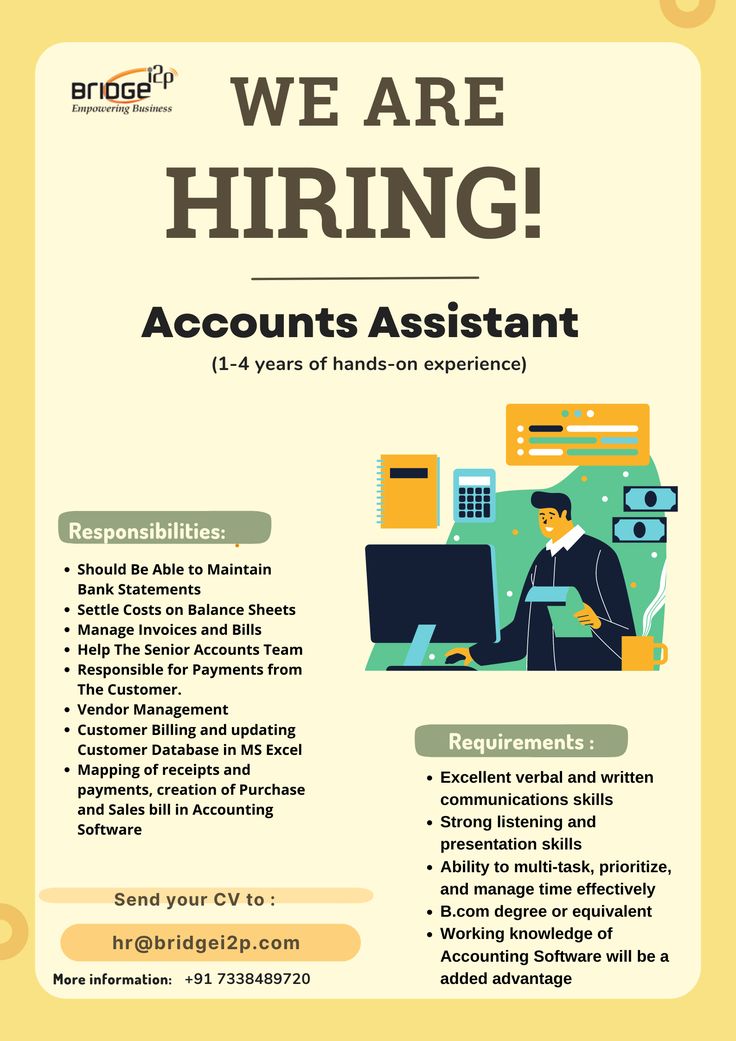 BRIDGE i2p
Empowering Business
WE ARE
HIRING!
Accounts Assistant
(1-4 years of hands-on experience)
Responsibilities:
• Should Be Able to Maintain
Bank Statements
• Settle Costs on Balance Sheets
• Manage Invoices and Bills
• Help The Senior Accounts Team
• Responsible for Payments from
The Customer.
• Vendor Management
• Customer Billing and updating
Customer Database in MS Excel
• Mapping of receipts and
payments, creation of Purchase
and Sales bill in Accounting
Software
Requirements :
• Excellent verbal and written
communications skills
• Strong listening and
presentation skills
• Ability to multi-task, prioritize,
and manage time effectively
• B.com degree or equivalent
• Working knowledge of
Accounting Software will be a
added advantage
Send your CV to :
hr@bridgei2p.com
More information: +91 7338489720